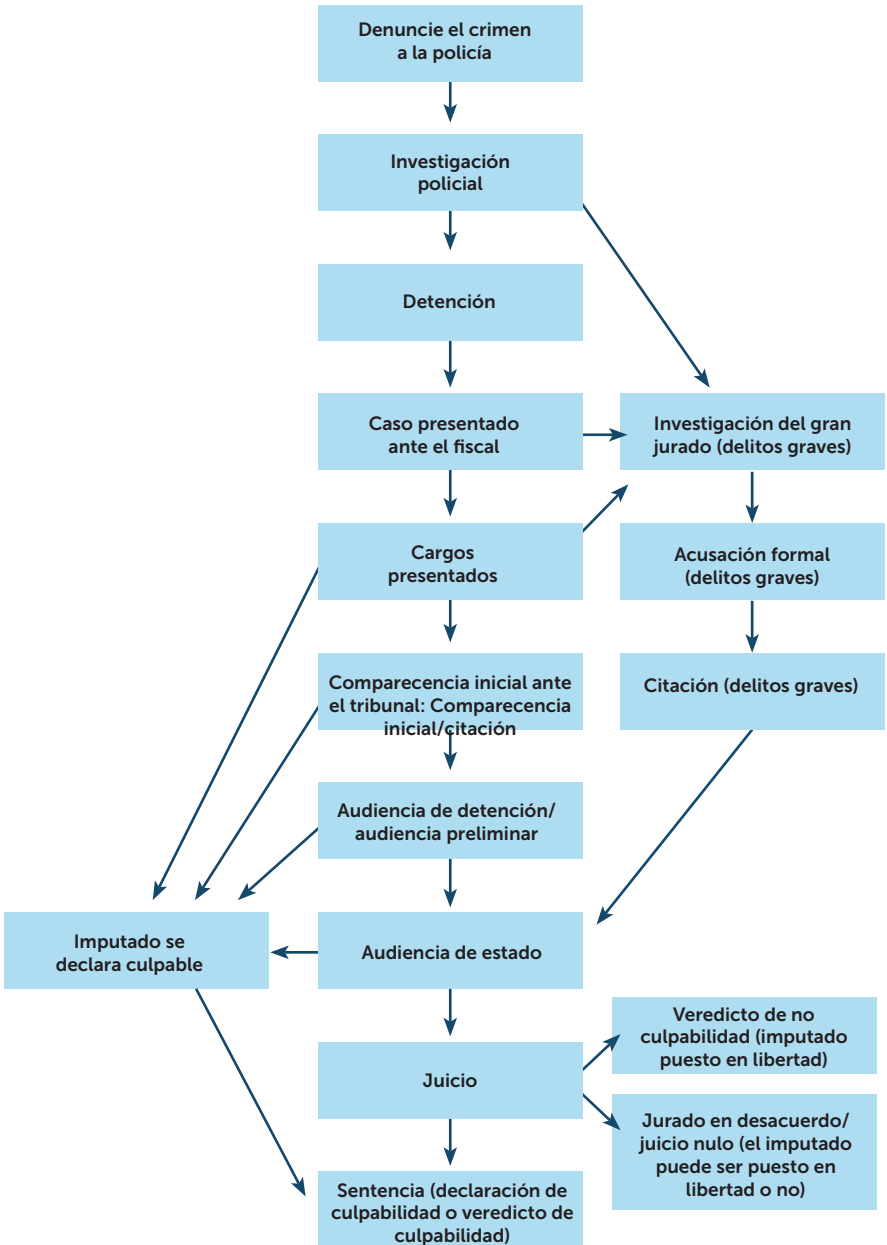 Denuncie el crimen
a la policía
Investigación
policial
Detención
Caso presentado
ante el fiscal
Investigación del gran
jurado (delitos graves)
Cargos
presentados
Acusación formal
(delitos graves)
Comparecencia inicial ante
el tribunal: Comparecencia
inicial/citación
Citación (delitos graves)
Audiencia de detención/
audiencia preliminar
Imputado se
declara culpable
Audiencia de estado
Juicio
Veredicto de no
culpabilidad (imputado
puesto en libertad)
Jurado en desacuerdo/
juicio nulo (el imputado
puede ser puesto en
libertad o no)
Sentencia (declaración de
culpabilidad o veredicto de
culpabilidad)